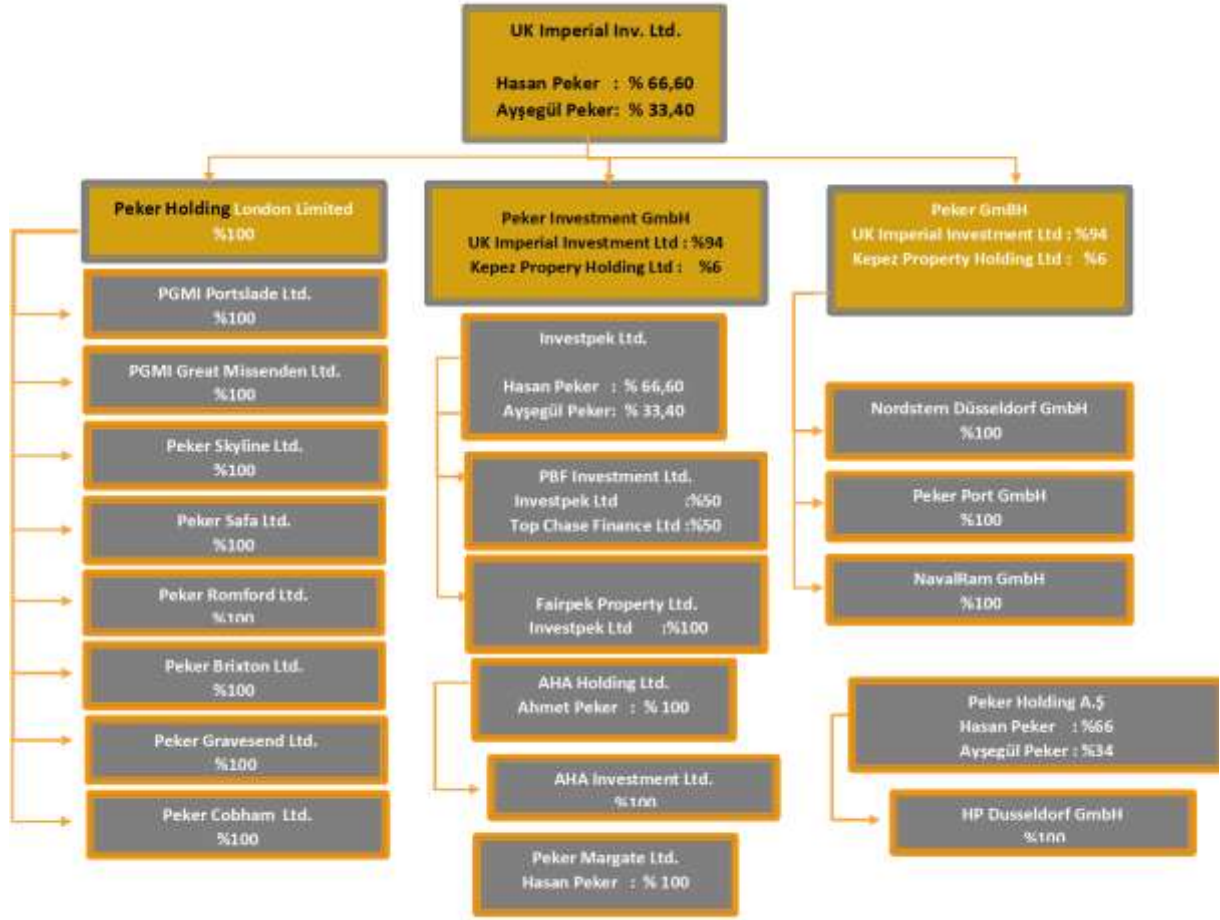 UK Imperial Inv. Ltd.
Hasan Peker : % 66,60
Ayşegül Peker: % 33,40
Peker Holding London Limited
%100
PGMI Portslade Ltd.
%100
PGMI Great Missenden Ltd.
%100
Peker Skyline Ltd.
%100
Peker Safa Ltd.
%100
Peker Romford Ltd.
%100
Peker Brixton Ltd.
%100
Peker Gravesend Ltd.
%100
Peker Cobham Ltd.
%100
Peker Investment GmbH
UK Imperial Investment Ltd : %94
Kepez Propery Holding Ltd : %6
Investpek Ltd.
Hasan Peker : % 66,60
Ayşegül Peker: % 33,40
PBF Investment Ltd.
Investpek Ltd :%50
Top Chase Finance Ltd :%50
Fairpek Property Ltd.
Investpek Ltd :%100
AHA Holding Ltd.
Ahmet Peker : % 100
AHA Investment Ltd.
%100
Peker Margate Ltd.
Hasan Peker : % 100
Peker GmBH
UK Imperial Investment Ltd : %94
Kepez Property Holding Ltd : %6
Nordstem Düsseldorf GmbH
%100
Peker Port GmbH
%100
NavalRam GmbH
%100
Peker Holding A.Ş
Hasan Peker : %66
Ayşegül Peker : %34
HP Dusseldorf GmbH
%100